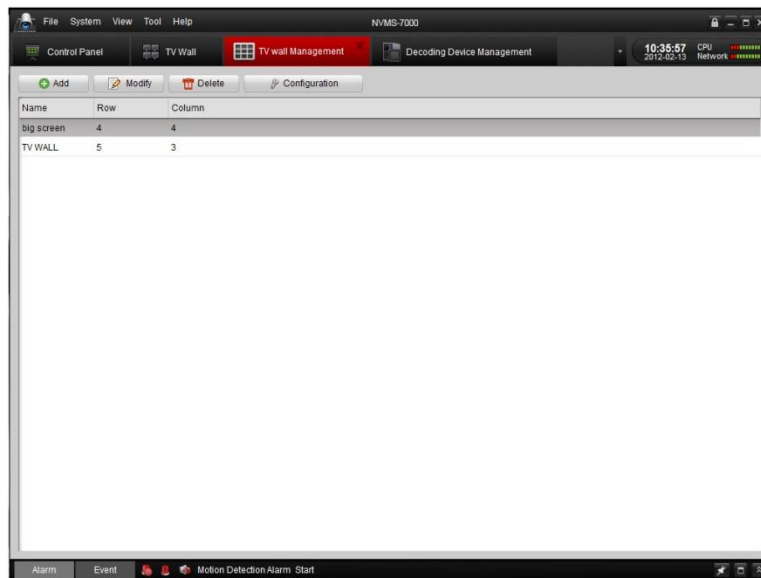 File System View Tool Help NVMS-7000
Control Panel TV Wall TV wall Management Decoding Device Management 10:35:57 CPU
2012-02-13 Network
Add Modify Delete Configuration
Name Row Column
big screen 4 4
TV WALL 5 3
Alarm Event Motion Detection Alarm Start